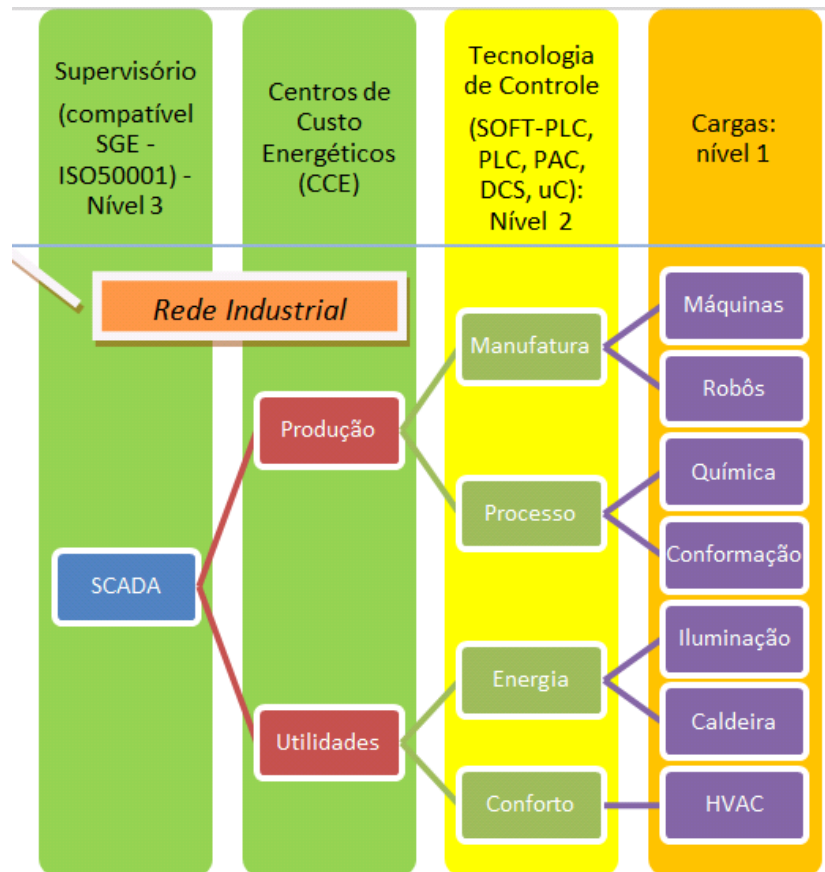 Supervisório
(compatível
SGE -
ISO50001) -
Nível 3
Centros de
Custo
Energéticos
(CCE)
Tecnologia
de Controle
(SOFT-PLC,
PLC, PAC,
DCS, uC):
Nível 2
Cargas:
nível 1
Rede Industrial
SCADA
Produção
Utilidades
Manufatura
Processo
Energia
Conforto
Máquinas
Robôs
Química
Conformação
Iluminação
Caldeira
HVAC